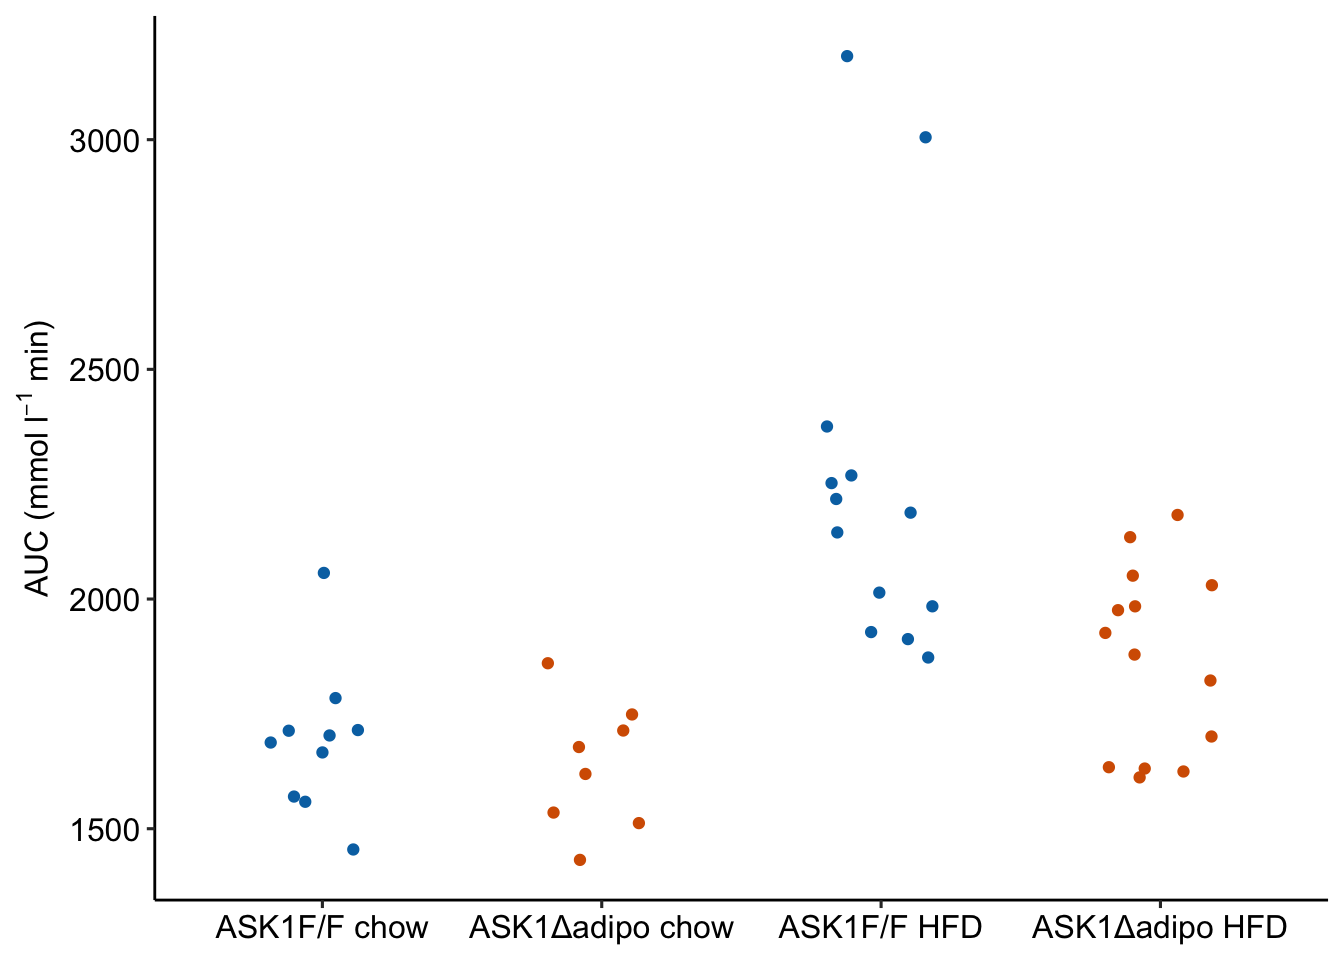 3000
2500
2000
1500
AUC (mmol l⁻¹ min)
ASK1F/F chow ASK1Δadipo chow ASK1F/F HFD ASK1Δadipo HFD